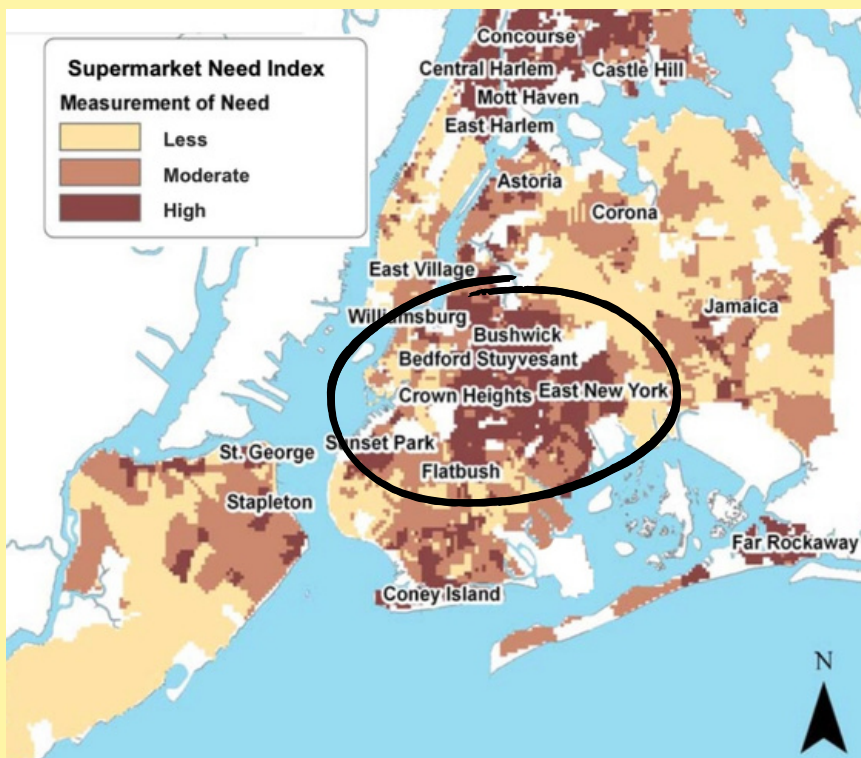 Supermarket Need Index
Measurement of Need
Less
Moderate
High
Concourse
Central Harlem
Castle Hill
Mott Haven
East Harlem
Astoria
Corona
East Village
Jamaica
Williamsburg
Bushwick
Bedford Stuyvesant
Crown Heights
East New York
Sunset Park
St. George
Flatbush
Stapleton
Far Rockaway
Coney Island
N